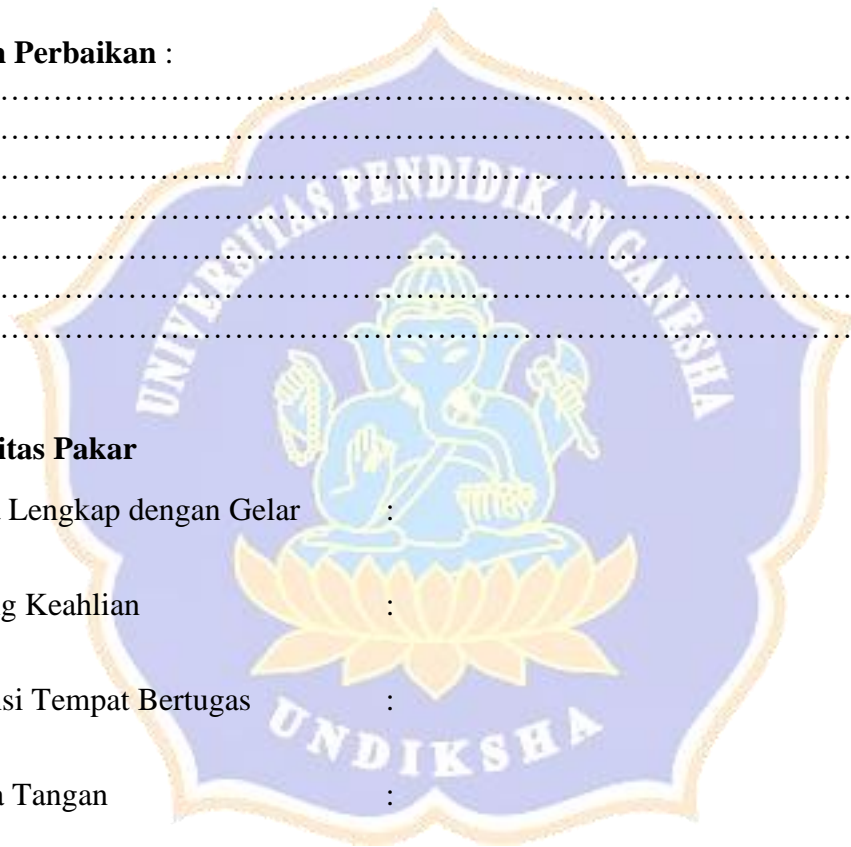 n Perbaikan :
……………………………………………………………………………
……………………………………………………………………………
……………………………………………………………………………
……………………………………………………………………………
……………………………………………………………………………
……………………………………………………………………………
……………………………………………………………………………
UNIVERSITAS PENDIDIKAN GANESHA
itas Pakar
Lengkap dengan Gelar :
g Keahlian :
si Tempat Bertugas :
a Tangan :
UNDIKSHA